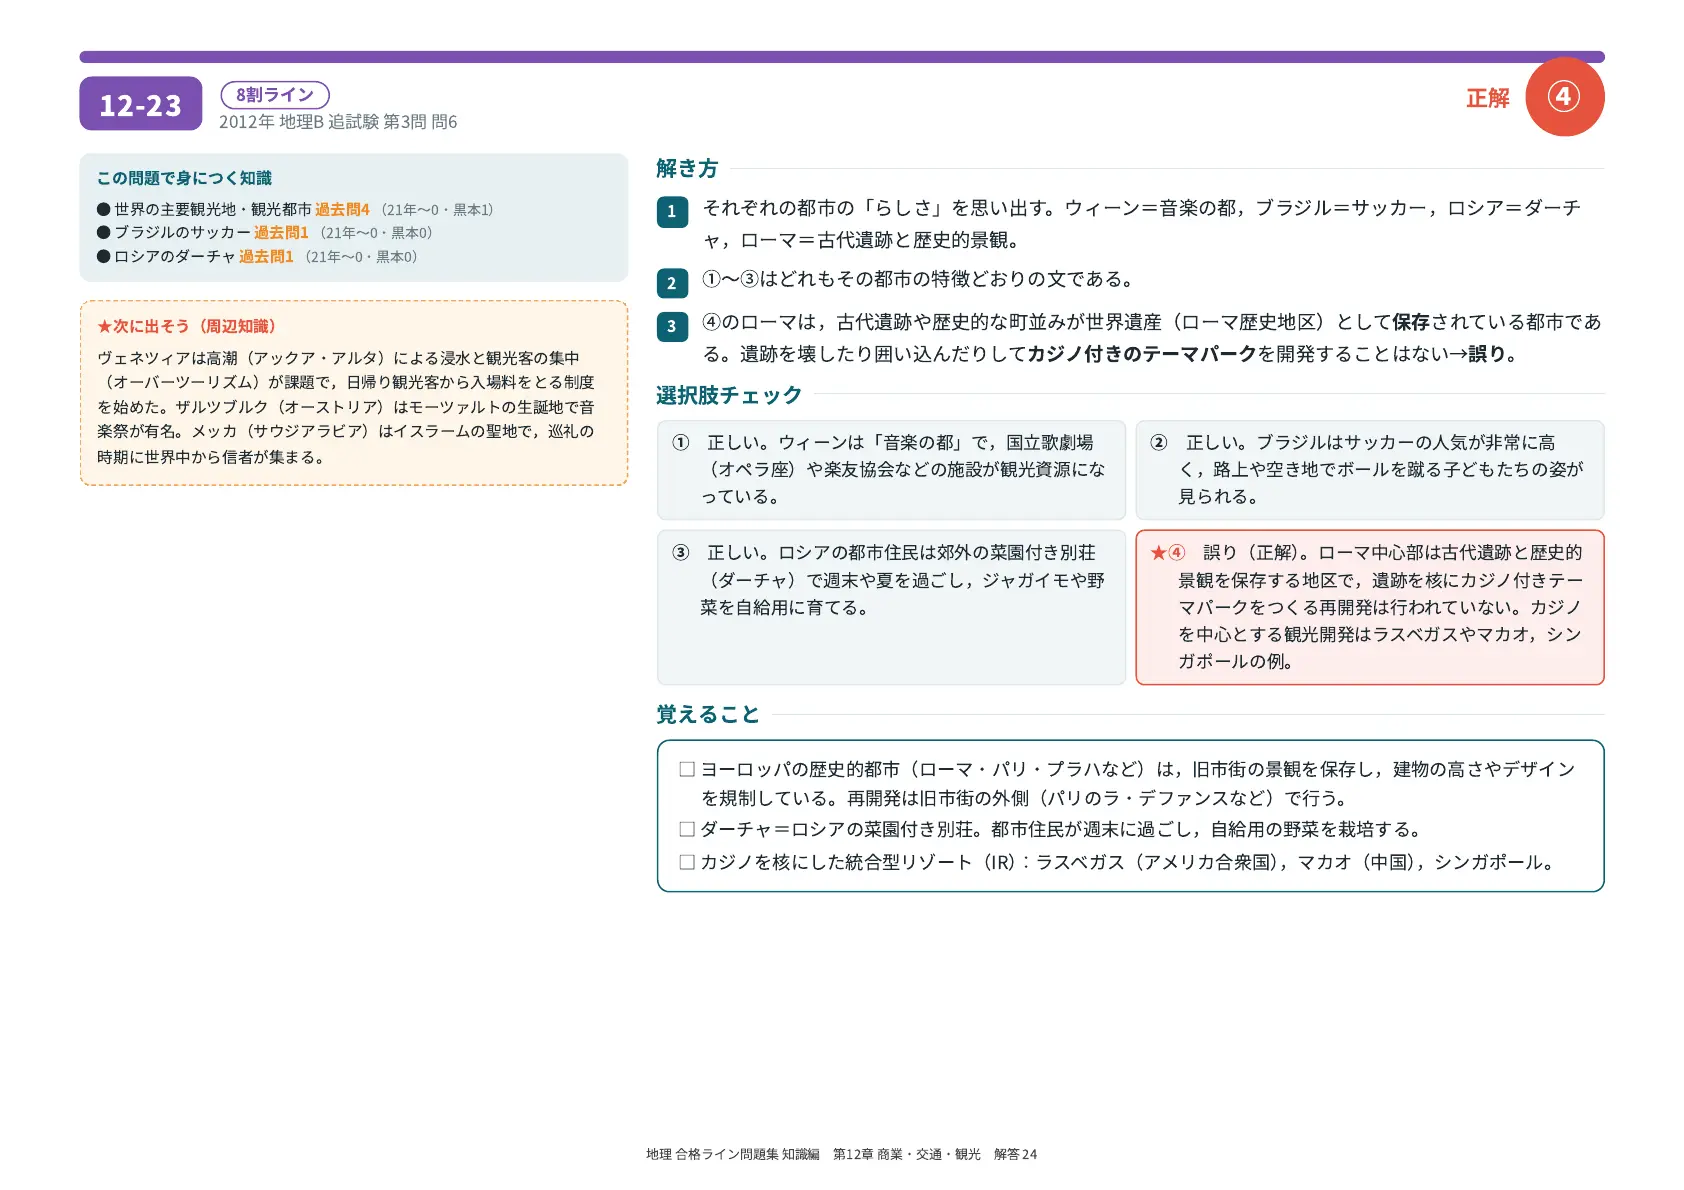 12-23
8割ライン
2012年 地理B 追試験 第3問 問6
正解 ④
この問題で身につく知識
● 世界の主要観光地・観光都市 過去問4 （21年〜0・黒本1）
● ブラジルのサッカー 過去問1 （21年〜0・黒本0）
● ロシアのダーチャ 過去問1 （21年〜0・黒本0）
★次に出そう（周辺知識）
ヴェネツィアは高潮（アックア・アルタ）による浸水と観光客の集中
（オーバーツーリズム）が課題で，日帰り観光客から入場料をとる制度
を始めた。ザルツブルク（オーストリア）はモーツァルトの生誕地で音
楽祭が有名。メッカ（サウジアラビア）はイスラームの聖地で，巡礼の
時期に世界中から信者が集まる。
解き方
1 それぞれの都市の「らしさ」を思い出す。ウィーン＝音楽の都，ブラジル＝サッカー，ロシア＝ダーチ
ャ，ローマ＝古代遺跡と歴史的景観。
2 ①〜③はどれもその都市の特徴どおりの文である。
3 ④のローマは，古代遺跡や歴史的な町並みが世界遺産（ローマ歴史地区）として保存されている都市であ
る。遺跡を壊したり囲い込んだりしてカジノ付きのテーマパークを開発することはない→誤り。
選択肢チェック
① 正しい。ウィーンは「音楽の都」で，国立歌劇場
（オペラ座）や楽友協会などの施設が観光資源にな
っている。
② 正しい。ブラジルはサッカーの人気が非常に高
く，路上や空き地でボールを蹴る子どもたちの姿が
見られる。
③ 正しい。ロシアの都市住民は郊外の菜園付き別荘
（ダーチャ）で週末や夏を過ごし，ジャガイモや野
菜を自給用に育てる。
★④ 誤り（正解）。ローマ中心部は古代遺跡と歴史的
景観を保存する地区で，遺跡を核にカジノ付きテー
マパークをつくる再開発は行われていない。カジノ
を中心とする観光開発はラスベガスやマカオ，シン
ガポールの例。
覚えること
□ ヨーロッパの歴史的都市（ローマ・パリ・プラハなど）は，旧市街の景観を保存し，建物の高さやデザイン
を規制している。再開発は旧市街の外側（パリのラ・デファンスなど）で行う。
□ ダーチャ＝ロシアの菜園付き別荘。都市住民が週末に過ごし，自給用の野菜を栽培する。
□ カジノを核にした統合型リゾート（IR）：ラスベガス（アメリカ合衆国），マカオ（中国），シンガポール。
地理 合格ライン問題集 知識編 第12章 商業・交通・観光 解答 24